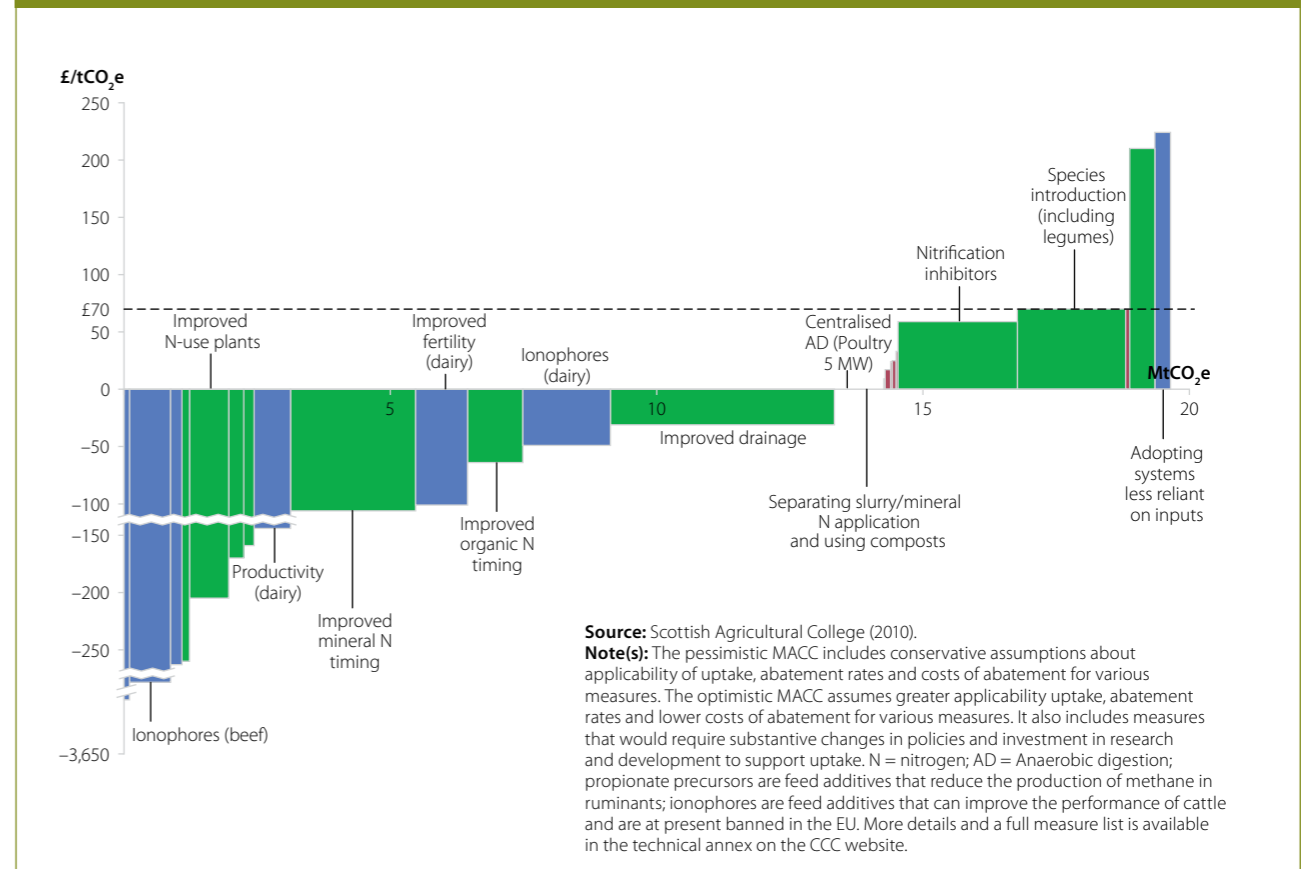 £/tCO2e
250
200
150
100
£70
50
0
−50
−100
−150
−200
−250
−3,650
Improved
N-use plants
Improved
fertility
(dairy)
Ionophores
(dairy)
Centralised
AD (Poultry
5 MW)
Nitrification
inhibitors
Species
introduction
(including
legumes)
MtCO2e
5
10
15
20
Improved drainage
Productivity
(dairy)
Improved
mineral N
timing
Improved
organic N
timing
Separating slurry/mineral
N application
and using composts
Adopting
systems
less reliant
on inputs
Ionophores (beef)
Source: Scottish Agricultural College (2010).
Note(s): The pessimistic MACC includes conservative assumptions about
applicability of uptake, abatement rates and costs of abatement for various
measures. The optimistic MACC assumes greater applicability uptake, abatement
rates and lower costs of abatement for various measures. It also includes measures
that would require substantive changes in policies and investment in research
and development to support uptake. N = nitrogen; AD = Anaerobic digestion;
propionate precursors are feed additives that reduce the production of methane in
ruminants; ionophores are feed additives that can improve the performance of cattle
and are at present banned in the EU. More details and a full measure list is available
in the technical annex on the CCC website.